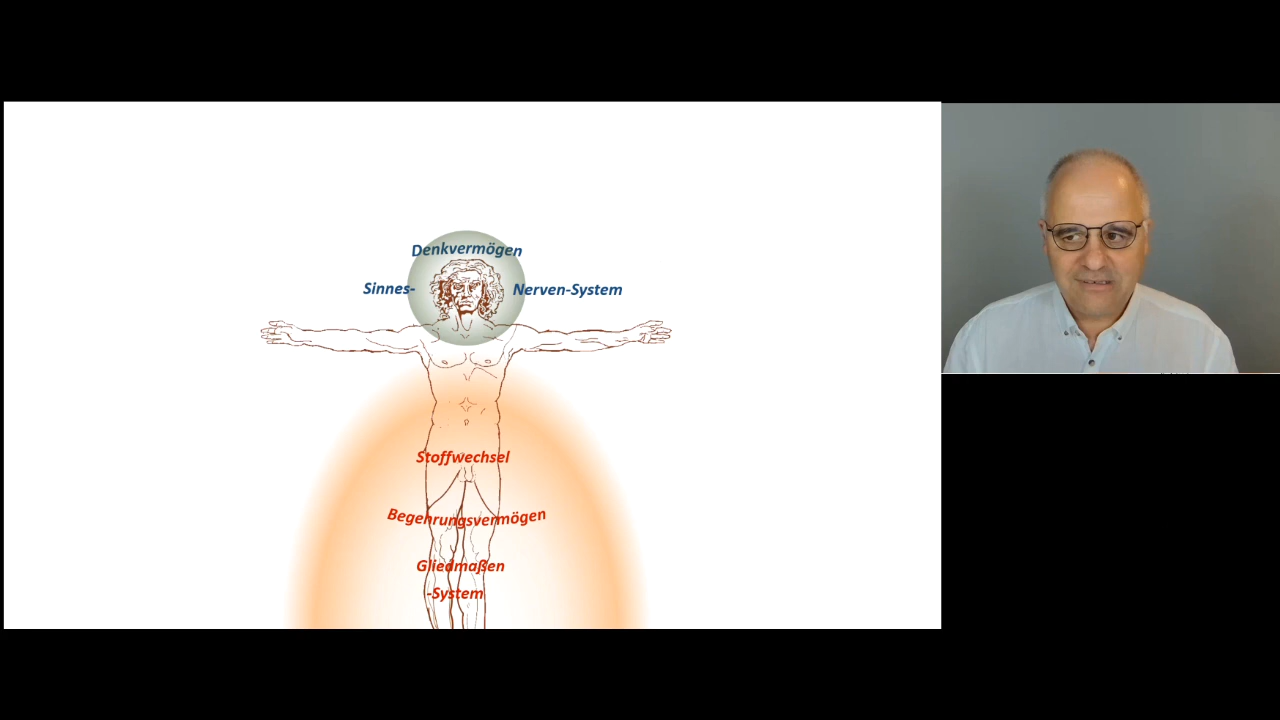 Denkvermögen
Sinnes- Nerven-System
Stoffwechsel
Begehrungsvermögen
Gliedmaßen
-System